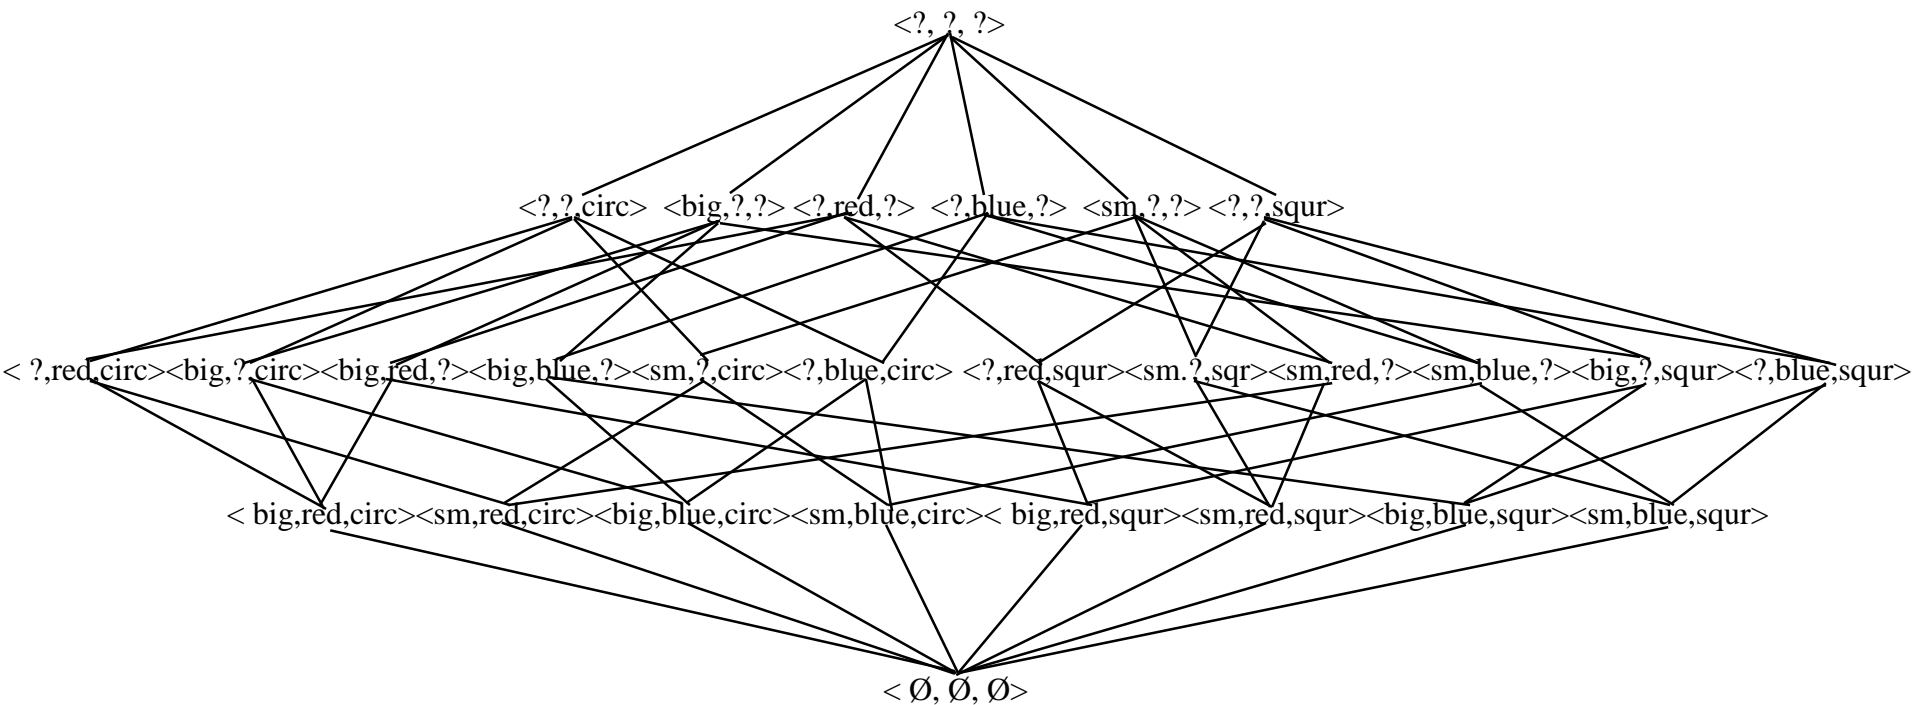 <?, ?, ?>
<?,?,circ> <big,?,?> <?,red,?> <?,blue,?> <sm,?,?> <?,?,squr>
< ?,red,circ><big,?,circ><big,red,?><big,blue,?><sm,?,circ><?,blue,circ> <?,red,squr><sm.?,sqr><sm,red,?><sm,blue,?><big,?,squr><?,blue,squr>
< big,red,circ><sm,red,circ><big,blue,circ><sm,blue,circ>< big,red,squr><sm,red,squr><big,blue,squr><sm,blue,squr>
< Ø, Ø, Ø>